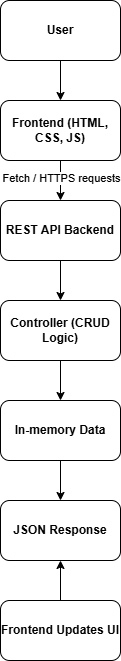 User
Frontend (HTML,
CSS, JS)
Fetch / HTTPS requests
REST API Backend
Controller (CRUD
Logic)
In-memory Data
JSON Response
Frontend Updates UI